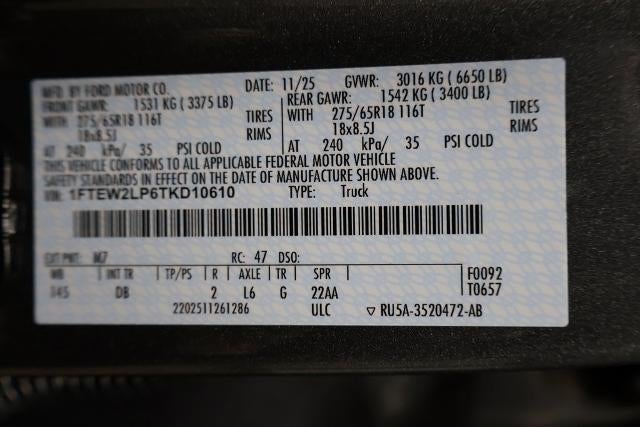 MFD. BY FORD MOTOR CO. DATE: 11/25 GVWR: 3016 KG ( 6650 LB)
FRONT GAWR: 1531 KG ( 3375 LB) REAR GAWR: 1542 KG ( 3400 LB)
WITH 275/65R18 116T TIRES WITH 275/65R18 116T TIRES
18x8.5J RIMS 18x8.5J RIMS
AT 240 kPa/ 35 PSI COLD AT 240 kPa/ 35 PSI COLD
THIS VEHICLE CONFORMS TO ALL APPLICABLE FEDERAL MOTOR VEHICLE
SAFETY STANDARDS IN EFFECT ON THE DATE OF MANUFACTURE SHOWN ABOVE.
VIN: 1FTEW2LP6TKD10610 TYPE: Truck
EXT PNT: M7 RC: 47 DSO:
WB INT TR TP/PS R AXLE TR SPR F0092
145 DB 2 L6 G 22AA T0657
2202511261286 ULC ▽ RU5A-3520472-AB